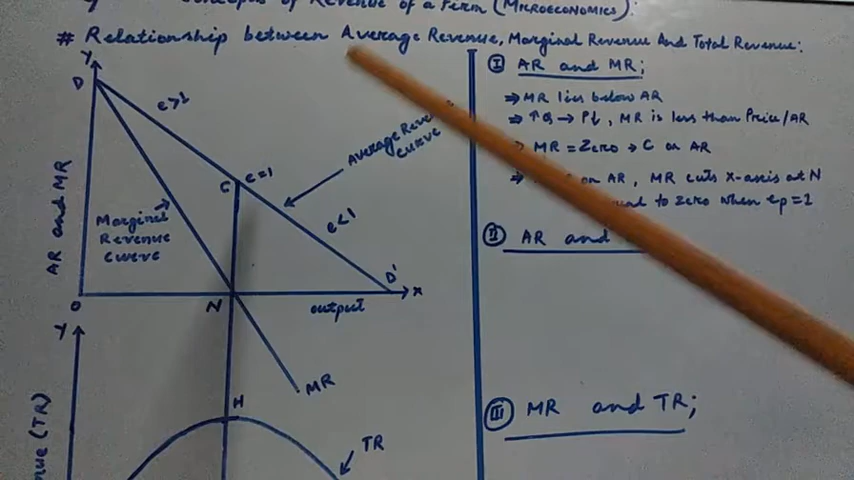 Concepts of Revenue of a Firm (MICROECONOMICS):
# Relationship between Average Revenue, Marginal Revenue And Total Revenue:
Y
D
e>1
Average
Curve
C
e=1
AR and MR
Marginal
Revenue
curve
e<1
D'
O
N
output
X
Y
MR
H
TR
(TR)
I AR and MR;
⇒ MR lies below AR
⇒ ↑Q → P↓, MR is less than Price/AR
MR = Zero → C on AR
on AR, MR cuts X-axis at N
to zero when ep=1
II AR and
III MR and TR;